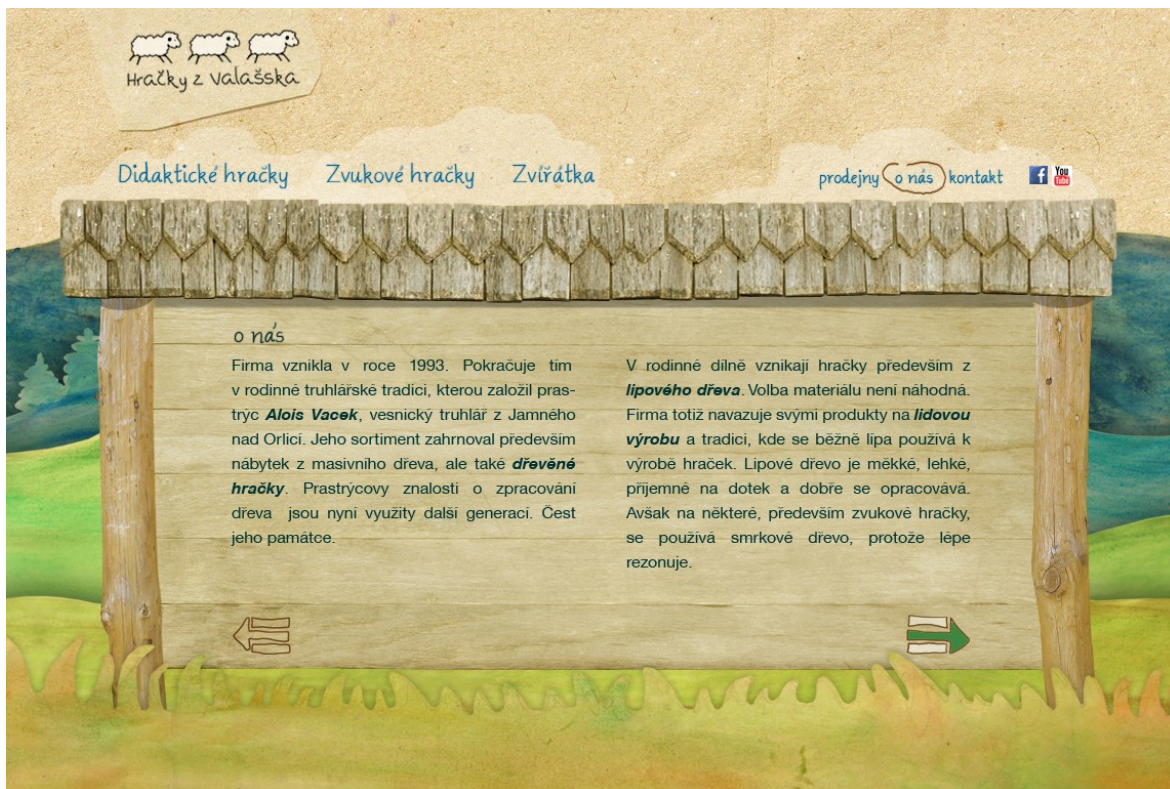 Hračky z Valašska
Didaktické hračky
Zvukové hračky
Zvířátka
prodejny
o nás
kontakt
f
You
Tube
o nás
Firma vznikla v roce 1993. Pokračuje tím
v rodinné truhlářské tradici, kterou založil pras-
trýc Alois Vacek, vesnický truhlář z Jamného
nad Orlicí. Jeho sortiment zahrnoval především
nábytek z masivního dřeva, ale také dřevěné
hračky. Prastrýcovy znalosti o zpracování
dřeva jsou nyní využity další generací. Čest
jeho památce.
V rodinné dílně vznikají hračky především z
lipového dřeva. Volba materiálu není náhodná.
Firma totiž navazuje svými produkty na lidovou
výrobu a tradici, kde se běžně lípa používá k
výrobě hraček. Lipové dřevo je měkké, lehké,
příjemné na dotek a dobře se opracovává.
Avšak na některé, především zvukové hračky,
se používá smrkové dřevo, protože lépe
rezonuje.